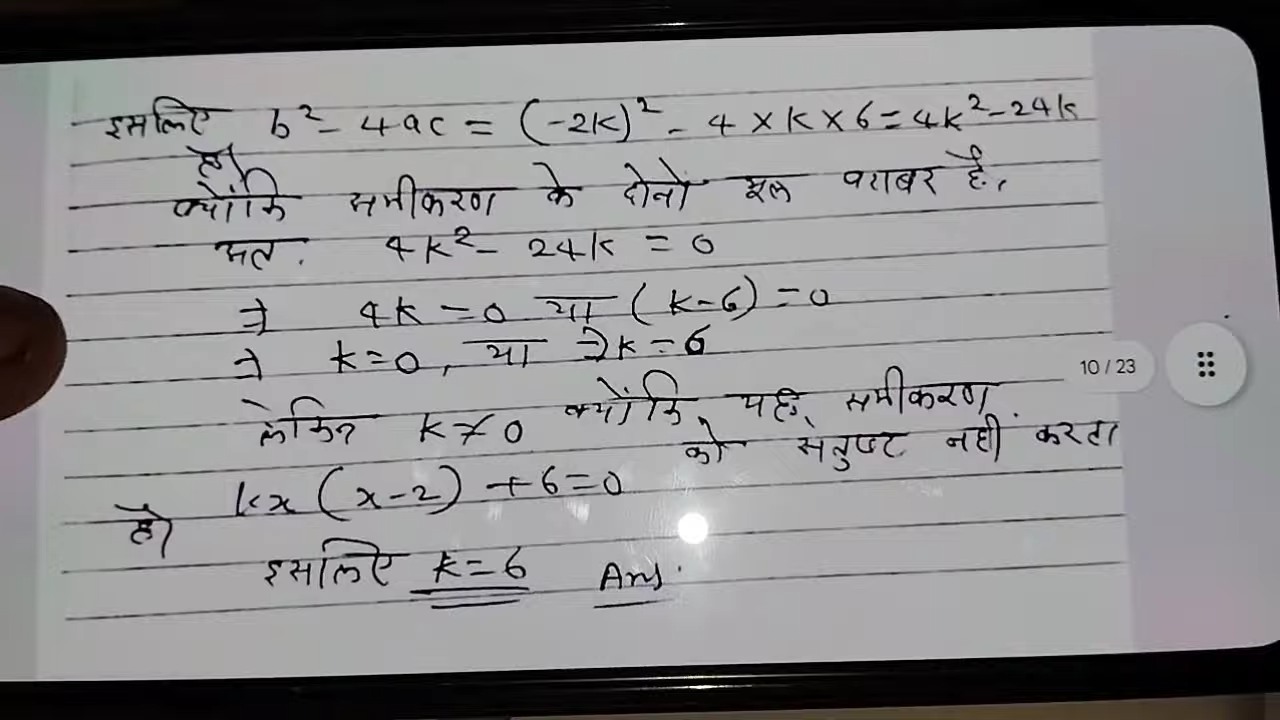 इसलिए b² - 4ac = (-2k)² - 4 × k × 6 = 4k² - 24k
है।
क्योंकि समीकरण के दोनों मूल बराबर हैं,
अतः 4k² - 24k = 0
⇒ 4k = 0 या (k-6) = 0
⇒ k = 0, या ⇒ k = 6
10 / 23
लेकिन k ≠ 0 क्योंकि यह, समीकरण
को संतुष्ट नहीं करता
kx (x-2) + 6 = 0
है।
इसलिए k = 6 Ans.